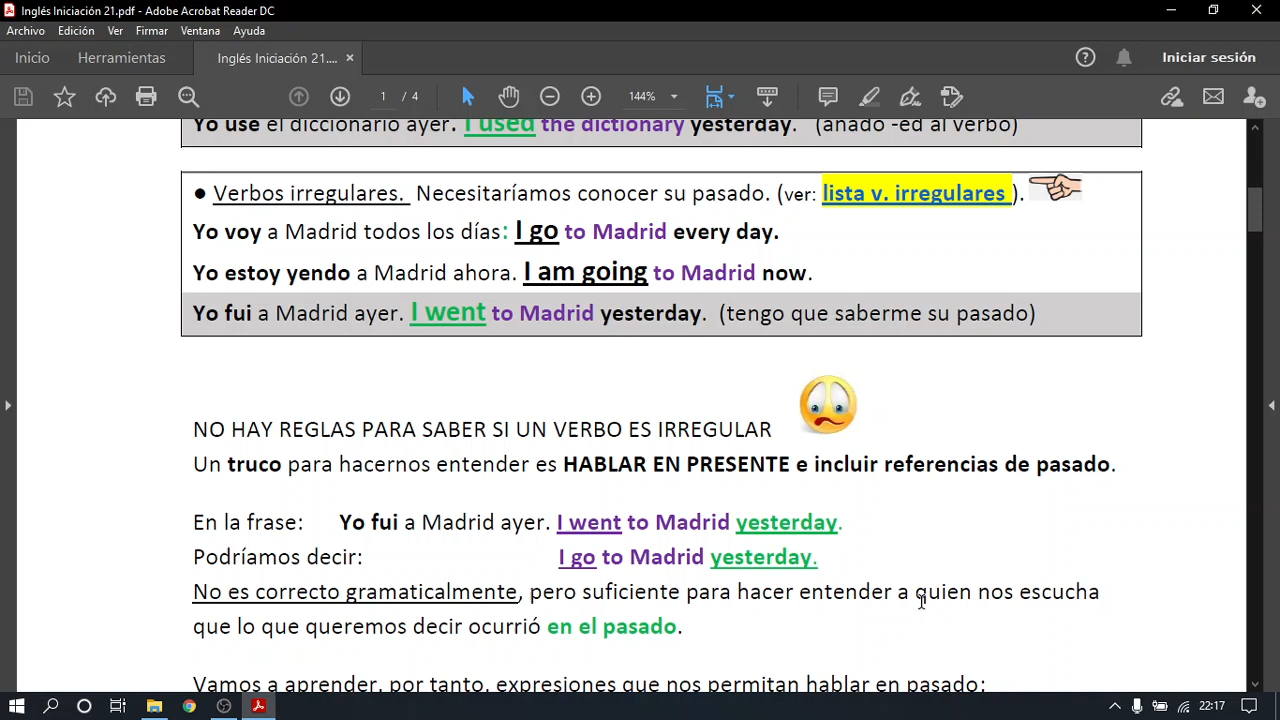 Inglés Iniciación 21.pdf - Adobe Acrobat Reader DC
Archivo Edición Ver Firmar Ventana Ayuda
Inicio Herramientas Inglés Iniciación 21.... × Iniciar sesión
1 / 4 144%
Yo usé el diccionario ayer. I used the dictionary yesterday. (añado -ed al verbo)
● Verbos irregulares. Necesitaríamos conocer su pasado. (ver: lista v. irregulares ).
Yo voy a Madrid todos los días: I go to Madrid every day.
Yo estoy yendo a Madrid ahora. I am going to Madrid now.
Yo fui a Madrid ayer. I went to Madrid yesterday. (tengo que saberme su pasado)
NO HAY REGLAS PARA SABER SI UN VERBO ES IRREGULAR
Un truco para hacernos entender es HABLAR EN PRESENTE e incluir referencias de pasado.
En la frase: Yo fui a Madrid ayer. I went to Madrid yesterday.
Podríamos decir: I go to Madrid yesterday.
No es correcto gramaticalmente, pero suficiente para hacer entender a quien nos escucha
que lo que queremos decir ocurrió en el pasado.
Vamos a aprender, por tanto, expresiones que nos permitan hablar en pasado:
22:17